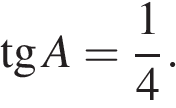 tg A = 1/4.